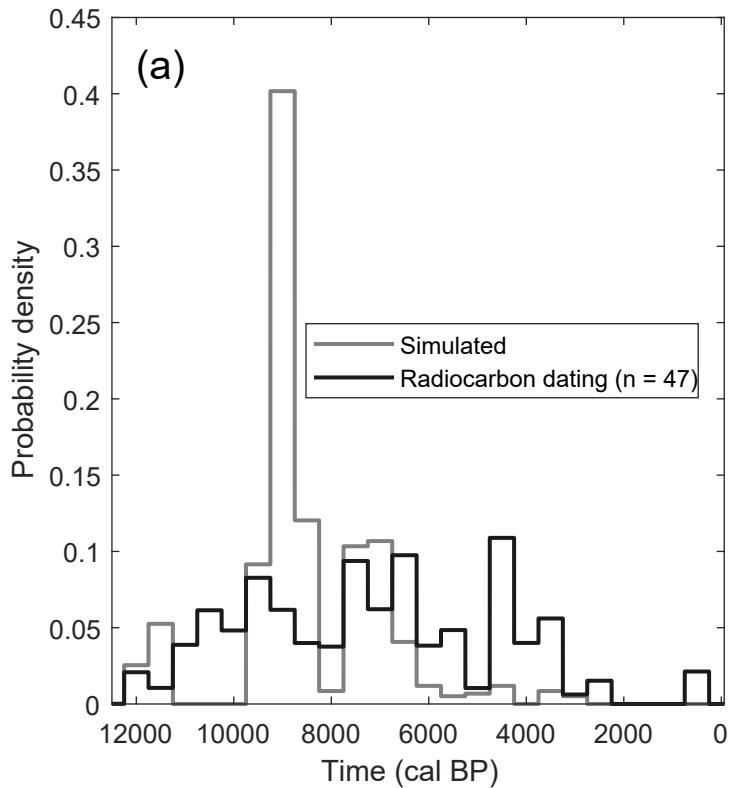 (a)
0.45
0.4
0.35
0.3
0.25
0.2
0.15
0.1
0.05
0
Probability density
Simulated
Radiocarbon dating (n = 47)
12000 10000 8000 6000 4000 2000 0
Time (cal BP)